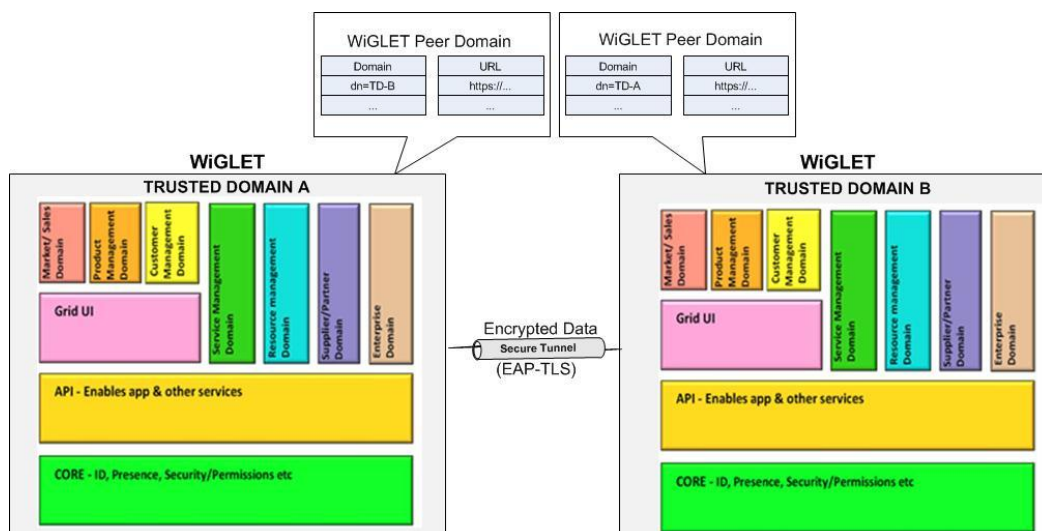 WiGLET Peer Domain
Domain
URL
dn=TD-B
https://...
...
...
WiGLET Peer Domain
Domain
URL
dn=TD-A
https://...
...
...
WiGLET
TRUSTED DOMAIN A
Market/ Sales
Domain
Product
Management
Domain
Customer
Management
Domain
Service Management
Domain
Resource management
Domain
Supplier/Partner
Domain
Enterprise
Domain
Grid UI
API - Enables app & other services
CORE - ID, Presence, Security/Permissions etc
Encrypted Data
Secure Tunnel
(EAP-TLS)
WiGLET
TRUSTED DOMAIN B
Market/ Sales
Domain
Product
Management
Domain
Customer
Management
Domain
Service Management
Domain
Resource management
Domain
Supplier/Partner
Domain
Enterprise
Domain
Grid UI
API - Enables app & other services
CORE - ID, Presence, Security/Permissions etc